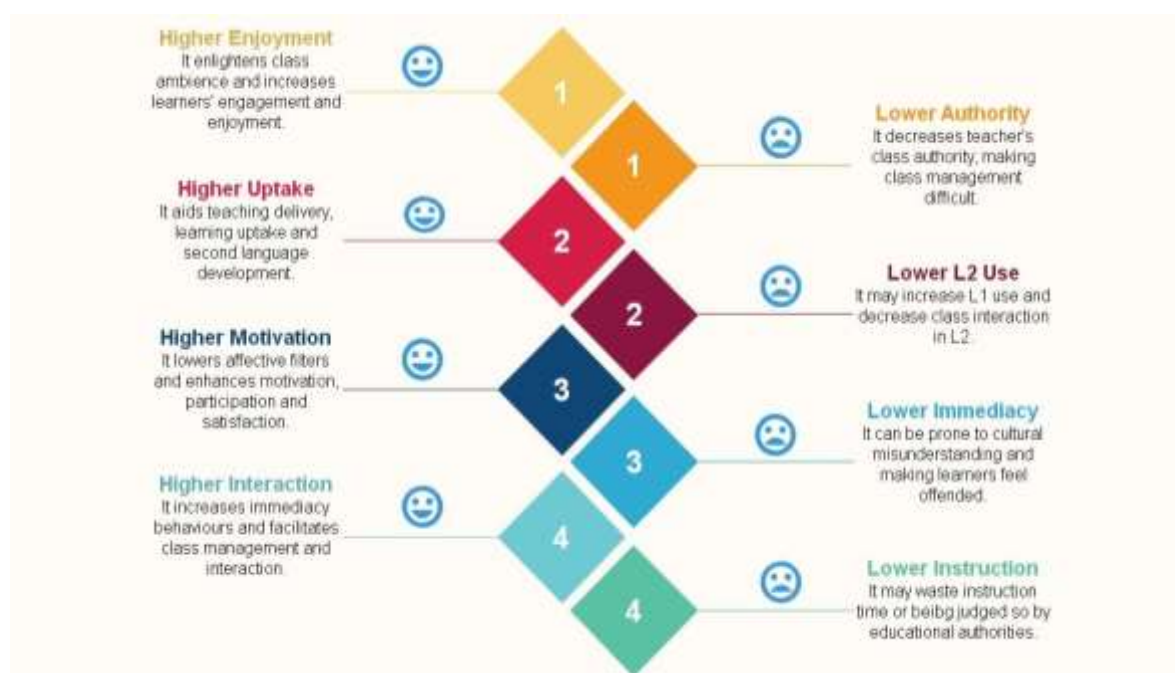 Higher Enjoyment
It enlightens class
ambience and increases
learners' engagement and
enjoyment.
1
Lower Authority
It decreases teacher's
class authority, making
class management
difficult.
1
Higher Uptake
It aids teaching delivery,
learning uptake and
second language
development.
2
Lower L2 Use
It may increase L1 use and
decrease class interaction
in L2.
2
Higher Motivation
It lowers affective filters
and enhances motivation,
participation and
satisfaction.
3
Lower Immediacy
It can be prone to cultural
misunderstanding and
making learners feel
offended.
3
Higher Interaction
It increases immediacy
behaviours and facilitates
class management and
interaction.
4
Lower Instruction
It may waste instruction
time or beibg judged so by
educational authorities.
4